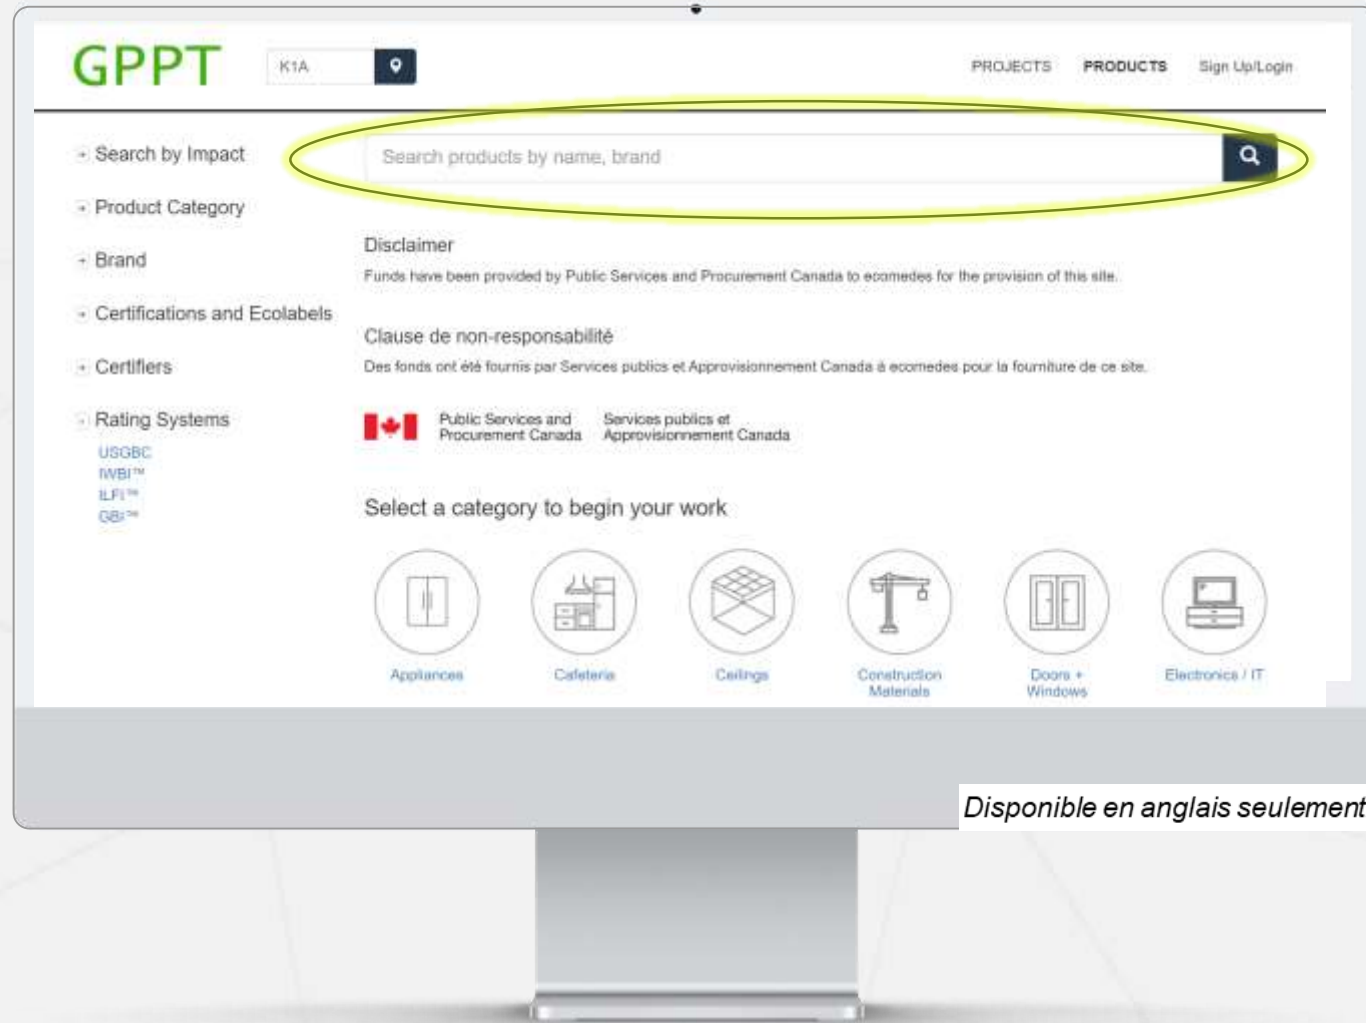 GPPT
K1A
PROJECTS PRODUCTS Sign Up/Login
Search by Impact
Product Category
Brand
Certifications and Ecolabels
Certifiers
Rating Systems
USGBC
IWBI™
ILFI™
GBI™
Search products by name, brand
Disclaimer
Funds have been provided by Public Services and Procurement Canada to ecomedes for the provision of this site.
Clause de non-responsabilité
Des fonds ont été fournis par Services publics et Approvisionnement Canada à ecomedes pour la fourniture de ce site.
Public Services and Services publics et
Procurement Canada Approvisionnement Canada
Select a category to begin your work
Appliances
Cafeteria
Ceilings
Construction
Materials
Doors +
Windows
Electronics / IT
Disponible en anglais seulement